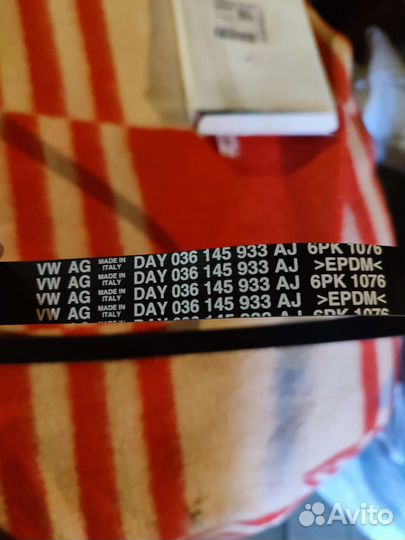 VW AG MADE IN ITALY DAY 036 145 933 AJ 6PK 1076
VW AG MADE IN ITALY DAY 036 145 933 AJ >EPDM<
VW AG MADE IN ITALY DAY 036 145 933 AJ 6PK 1076
VW AG MADE IN ITALY DAY 036 145 933 AJ >EPDM<
6PK 1076
Avito